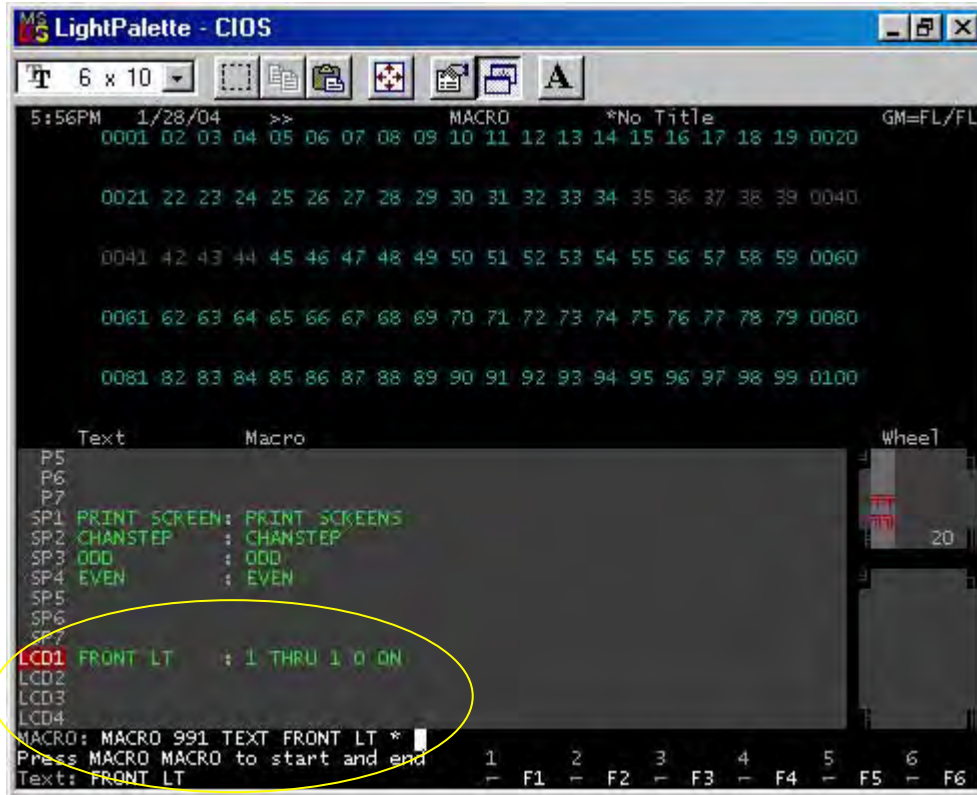 LightPalette - CIOS
6 x 10
5:56PM 1/28/04 >> MACRO *No Title GM=FL/FL
0001 02 03 04 05 06 07 08 09 10 11 12 13 14 15 16 17 18 19 0020
0021 22 23 24 25 26 27 28 29 30 31 32 33 34 35 36 37 38 39 0040
0041 42 43 44 45 46 47 48 49 50 51 52 53 54 55 56 57 58 59 0060
0061 62 63 64 65 66 67 68 69 70 71 72 73 74 75 76 77 78 79 0080
0081 82 83 84 85 86 87 88 89 90 91 92 93 94 95 96 97 98 99 0100
Text Macro Wheel
P5
P6
P7
SP1 PRINT SCREEN: PRINT SCREENS
SP2 CHANSTEP : CHANSTEP
SP3 ODD : ODD
20
SP4 EVEN : EVEN
SP5
SP6
SP7
LCD1 FRONT LT : 1 THRU 1 0 ON
LCD2
LCD3
LCD4
MACRO: MACRO 991 TEXT FRONT LT *
Press MACRO MACRO to start and end 1 2 3 4 5 6
Text: FRONT LT - F1 - F2 - F3 - F4 - F5 - F6